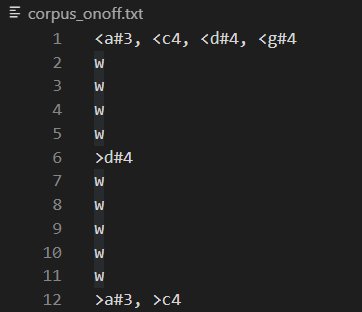 corpus_onoff.txt
1 <a#3, <c4, <d#4, <g#4
2 w
3 w
4 w
5 w
6 >d#4
7 w
8 w
9 w
10 w
11 w
12 >a#3, >c4